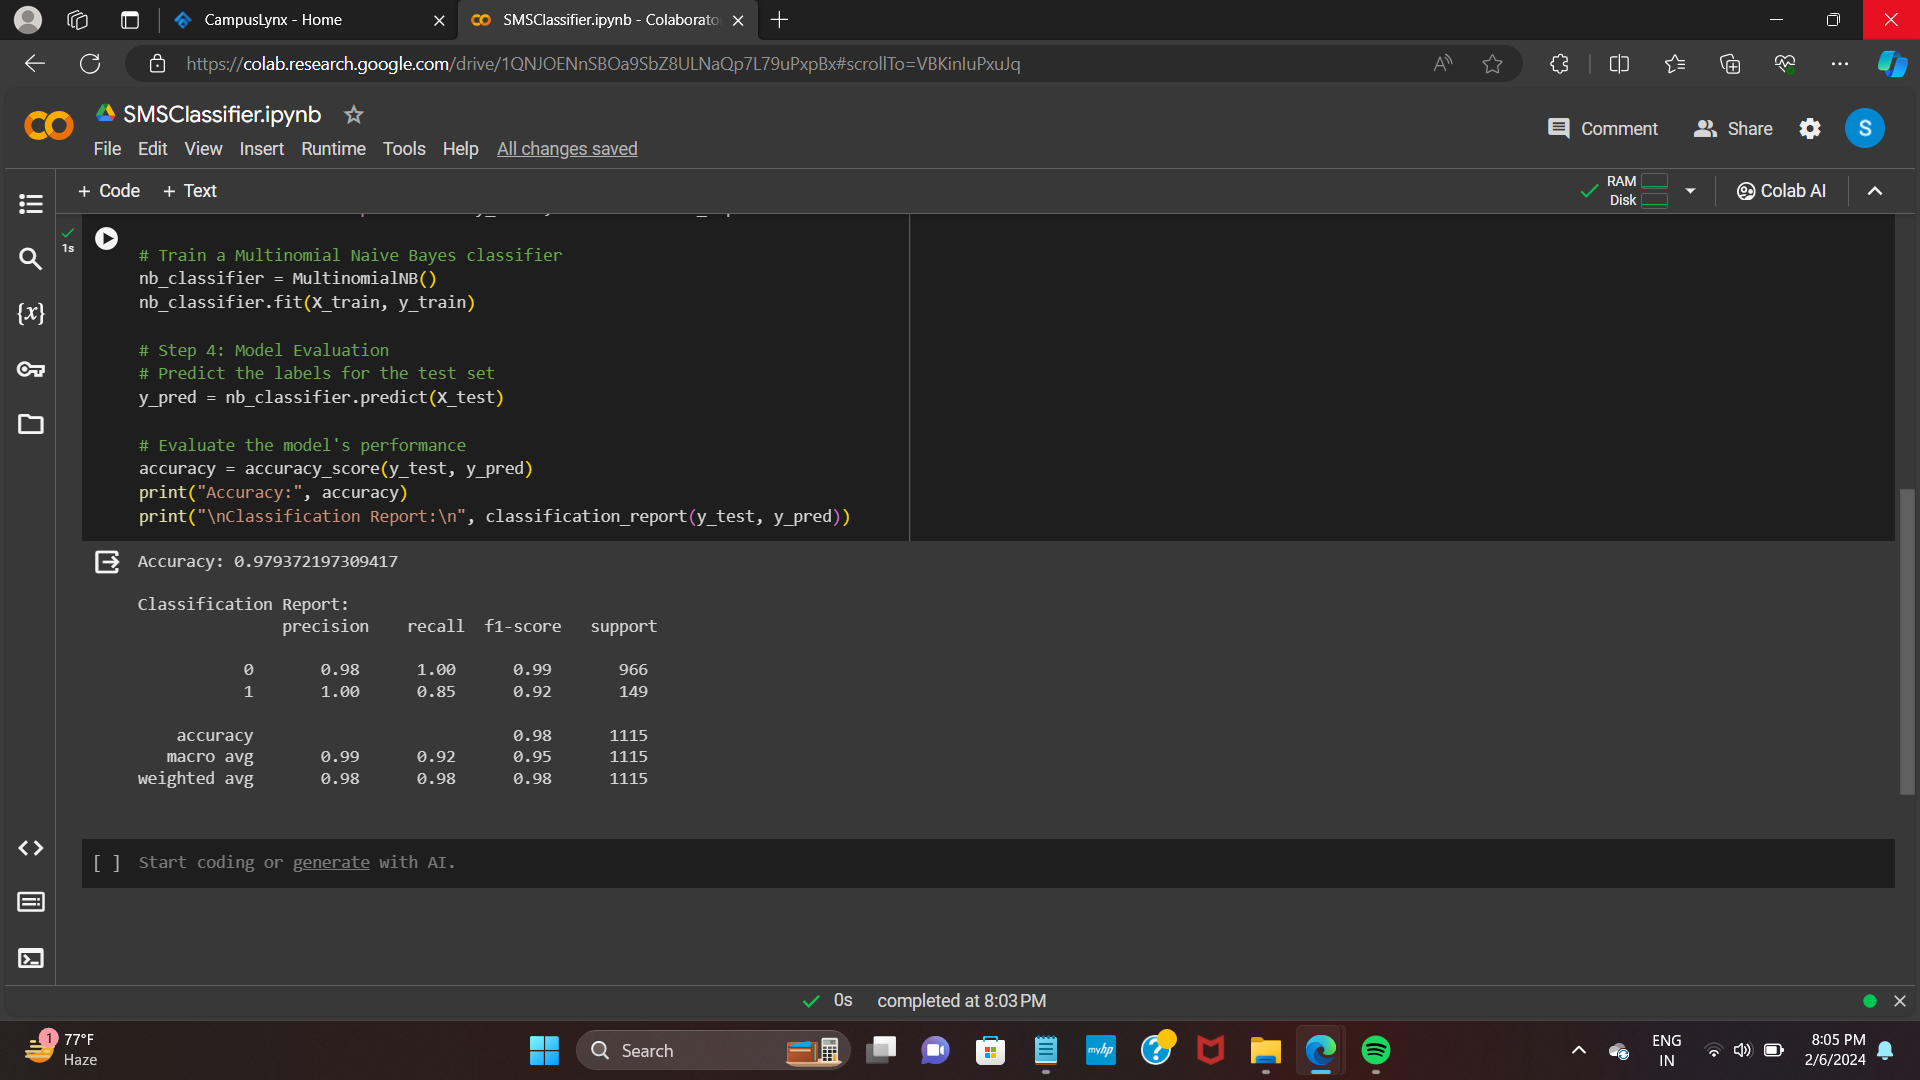 CampusLynx - Home
SMSClassifier.ipynb - Colaborato
https://colab.research.google.com/drive/1QNJOENnSBOa9SbZ8ULNaQp7L79uPxpBx#scrollTo=VBKinIuPxuJq
SMSClassifier.ipynb
Comment
Share
S
File Edit View Insert Runtime Tools Help All changes saved
+ Code + Text
RAM
Disk
Colab AI
1s
# Train a Multinomial Naive Bayes classifier
nb_classifier = MultinomialNB()
nb_classifier.fit(X_train, y_train)
# Step 4: Model Evaluation
# Predict the labels for the test set
y_pred = nb_classifier.predict(X_test)
# Evaluate the model's performance
accuracy = accuracy_score(y_test, y_pred)
print("Accuracy:", accuracy)
print("\nClassification Report:\n", classification_report(y_test, y_pred))
Accuracy: 0.979372197309417
Classification Report:
precision recall f1-score support
0 0.98 1.00 0.99 966
1 1.00 0.85 0.92 149
accuracy 0.98 1115
macro avg 0.99 0.92 0.95 1115
weighted avg 0.98 0.98 0.98 1115
[ ] Start coding or generate with AI.
0s completed at 8:03 PM
1
77°F
Haze
Search
myhp
ENG
IN
8:05 PM
2/6/2024